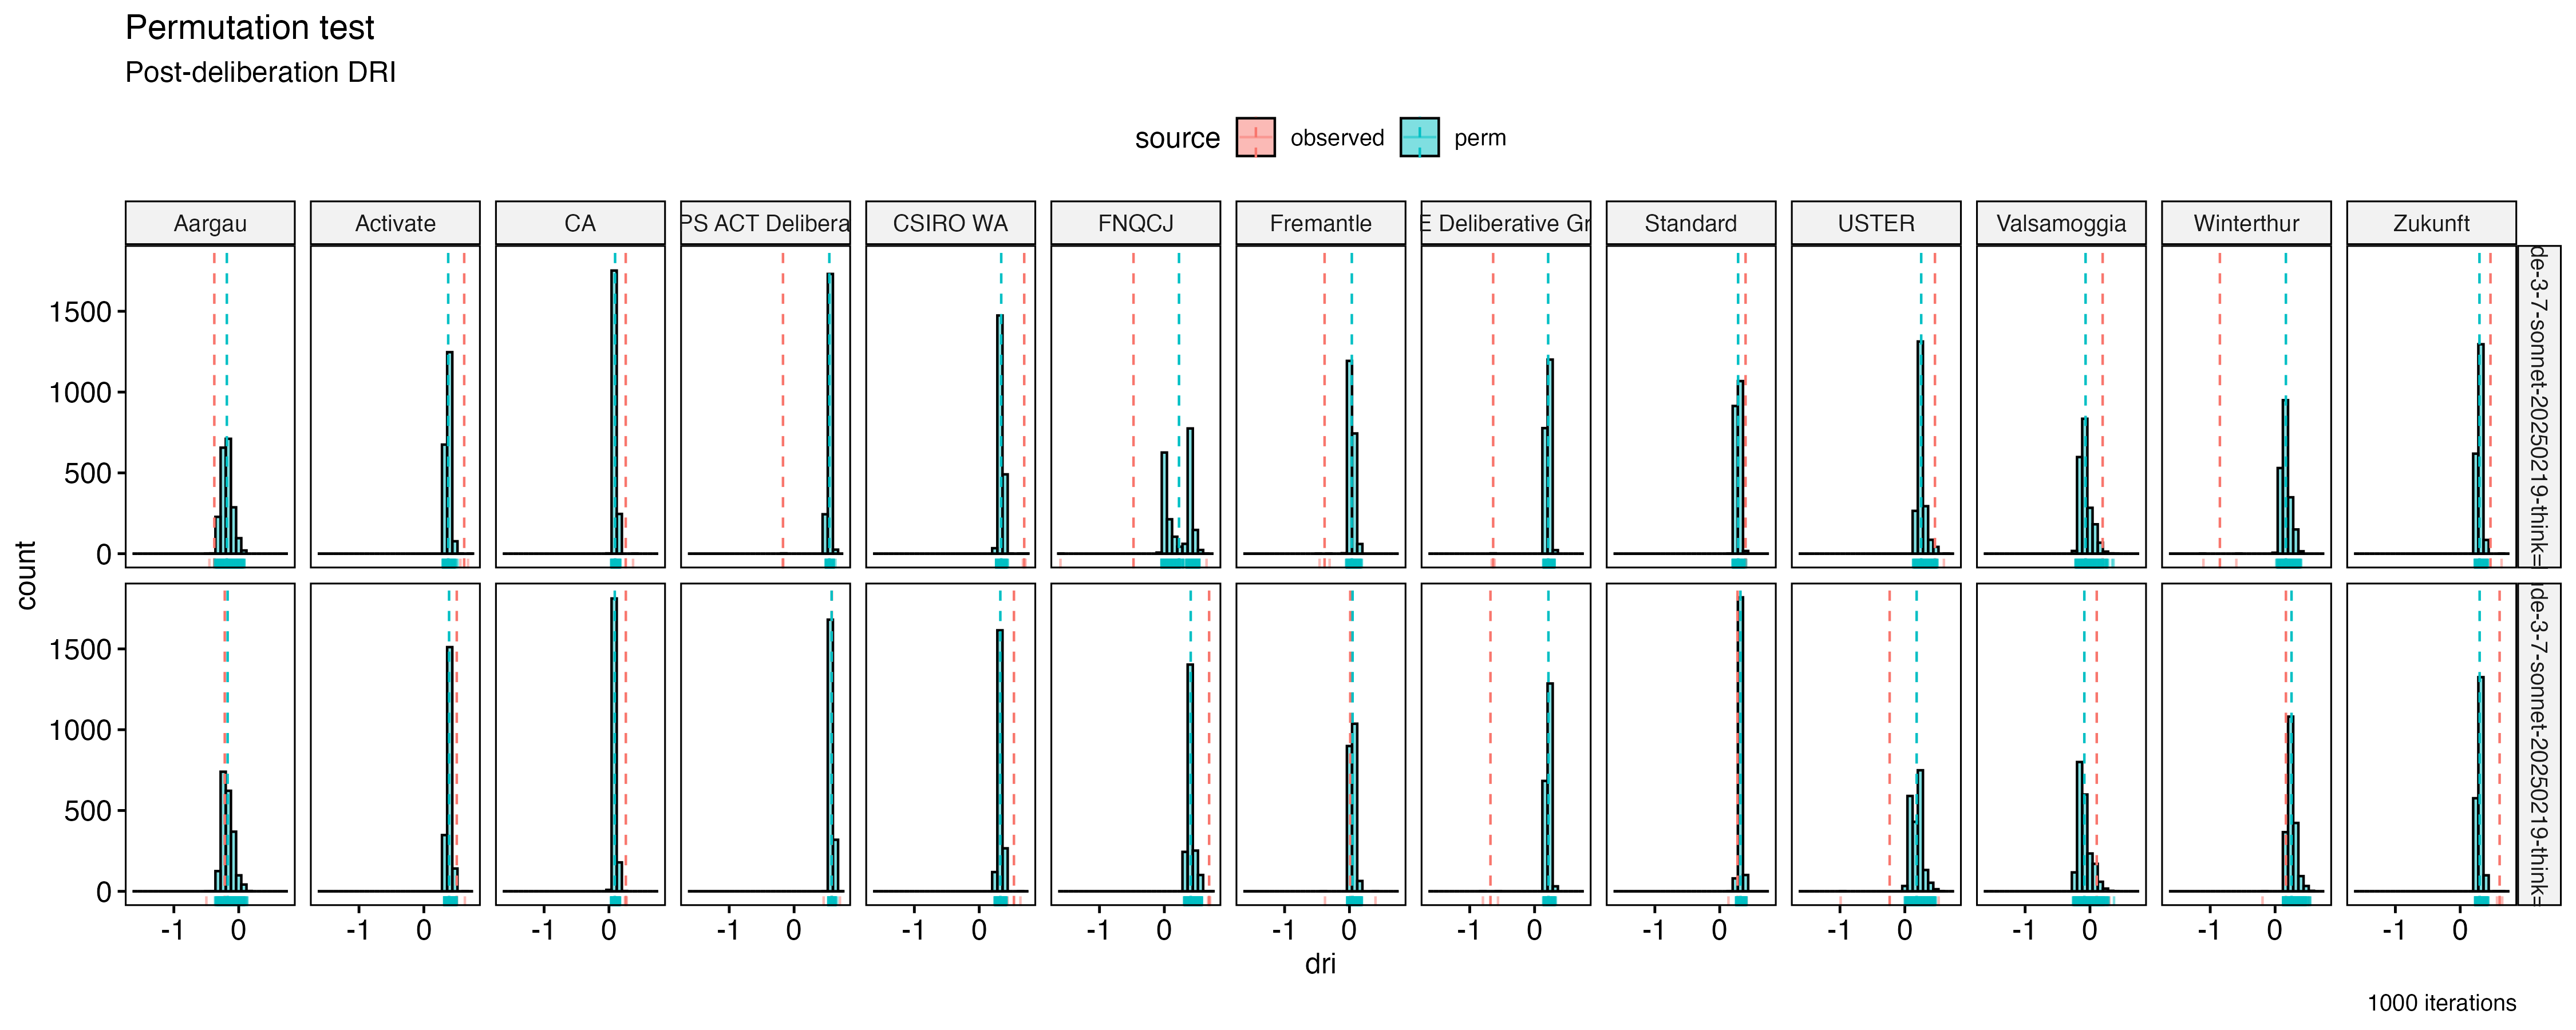 Permutation test
Post-deliberation DRI
source observed perm
Aargau Activate CA PS ACT Delibera CSIRO WA FNQCJ Fremantle E Deliberative Gr Standard USTER Valsamoggia Winterthur Zukunft
1500
1000
500
0
de-3-7-sonnet-20250219-think=
1500
1000
500
0
de-3-7-sonnet-20250219-think=
count
-1 0 -1 0 -1 0 -1 0 -1 0 -1 0 -1 0 -1 0 -1 0 -1 0 -1 0 -1 0 -1 0
dri
1000 iterations